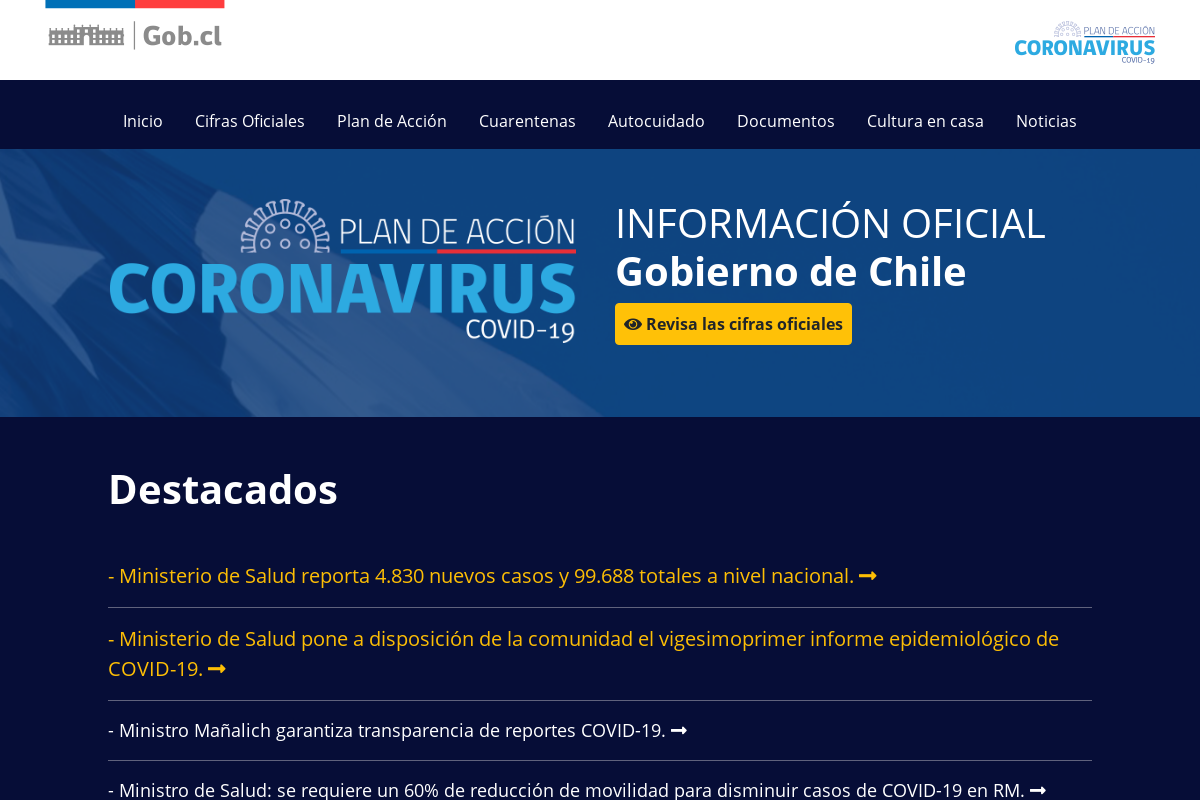 Gob.cl
PLAN DE ACCIÓN
CORONAVIRUS
COVID-19
Inicio Cifras Oficiales Plan de Acción Cuarentenas Autocuidado Documentos Cultura en casa Noticias
PLAN DE ACCIÓN
CORONAVIRUS
COVID-19
INFORMACIÓN OFICIAL
Gobierno de Chile
Revisa las cifras oficiales
Destacados
- Ministerio de Salud reporta 4.830 nuevos casos y 99.688 totales a nivel nacional.
- Ministerio de Salud pone a disposición de la comunidad el vigesimoprimer informe epidemiológico de
COVID-19.
- Ministro Mañalich garantiza transparencia de reportes COVID-19.
- Ministro de Salud: se requiere un 60% de reducción de movilidad para disminuir casos de COVID-19 en RM.